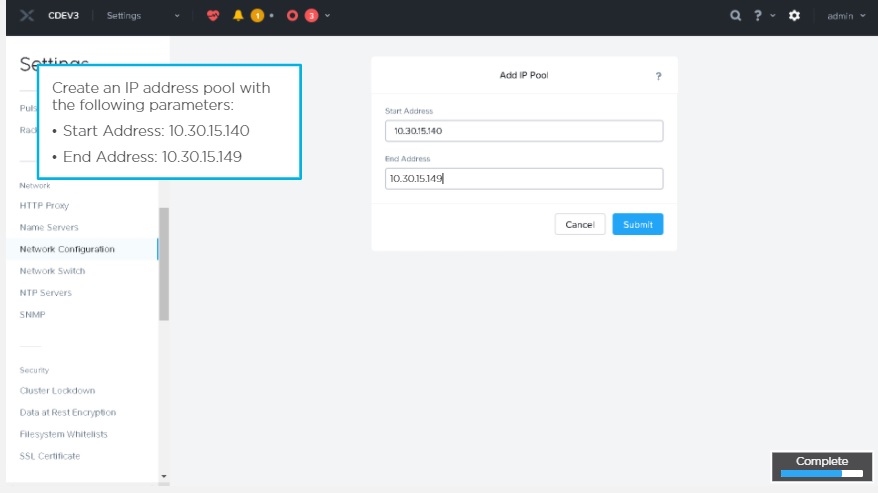 CDEV3 Settings 1 3 ? admin
Settings
Create an IP address pool with
the following parameters:
• Start Address: 10.30.15.140
• End Address: 10.30.15.149
Network
HTTP Proxy
Name Servers
Network Configuration
Network Switch
NTP Servers
SNMP
Security
Cluster Lockdown
Data at Rest Encryption
Filesystem Whitelists
SSL Certificate
Add IP Pool ?
Start Address
10.30.15.140
End Address
10.30.15.149
Cancel Submit
Complete